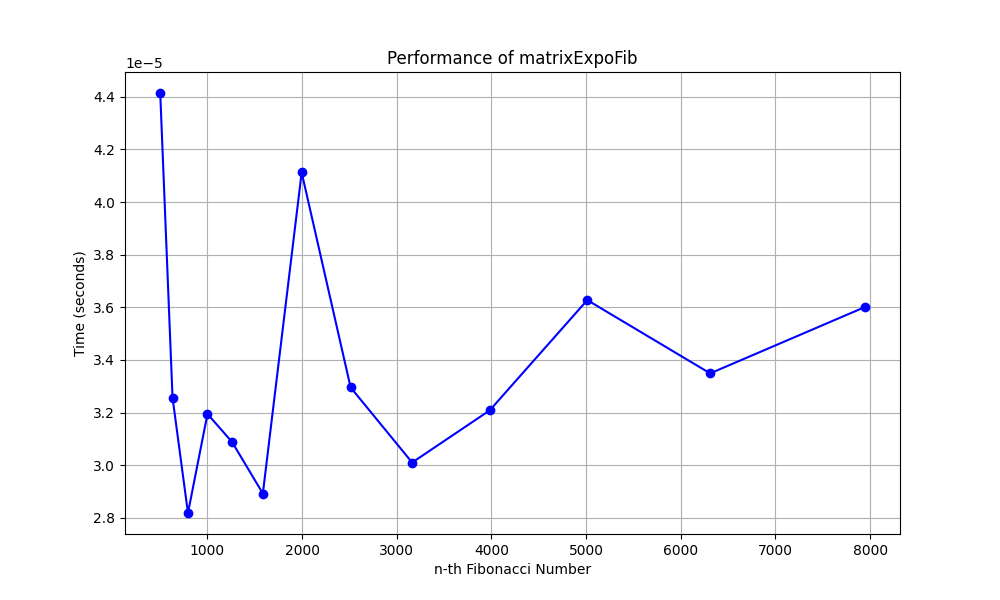 Performance of matrixExpoFib
1e−5
4.4
4.2
4.0
3.8
3.6
3.4
3.2
3.0
2.8
Time (seconds)
1000 2000 3000 4000 5000 6000 7000 8000
n-th Fibonacci Number